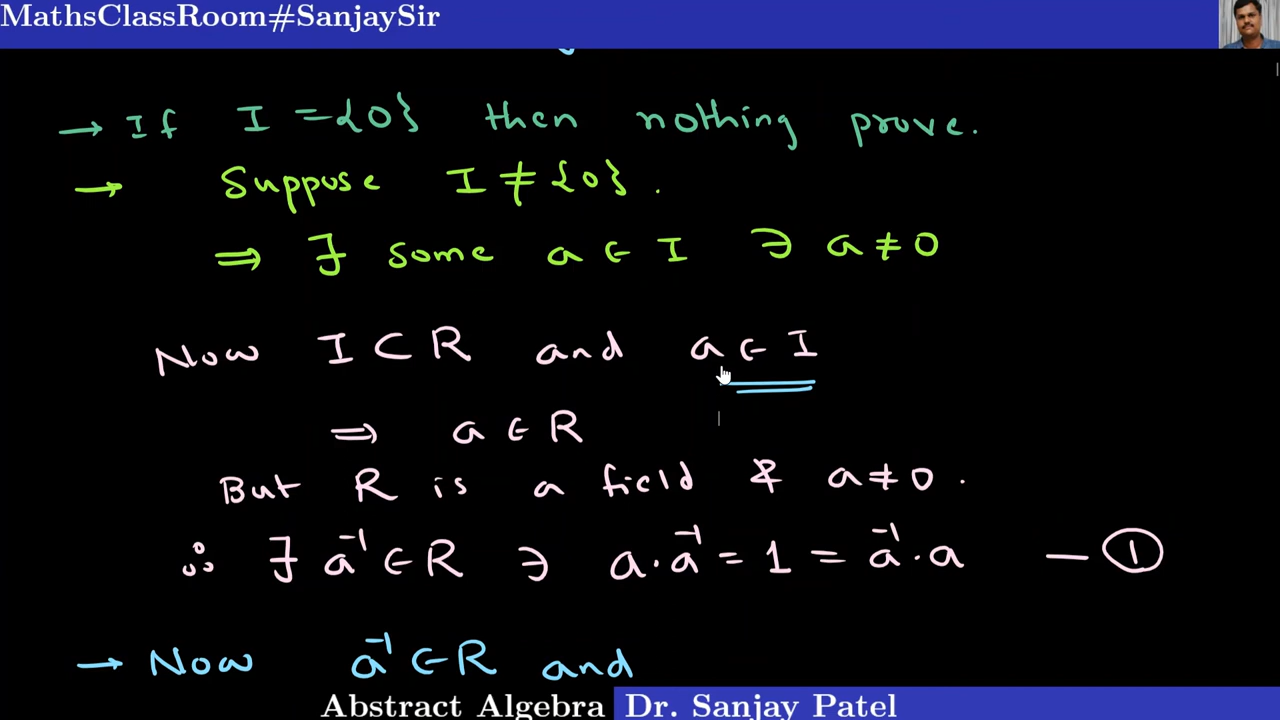 MathsClassRoom#SanjaySir
→ If I = {0} then nothing prove.
→ Suppose I ≠ {0}.
⇒ ∃ some a ∈ I ∋ a ≠ 0
Now I ⊂ R and a ∈ I
⇒ a ∈ R
But R is a field & a ≠ 0.
∴ ∃ a⁻¹ ∈ R ∋ a·a⁻¹ = 1 = a⁻¹·a — ①
→ Now a⁻¹ ∈ R and
Abstract Algebra Dr. Sanjay Patel